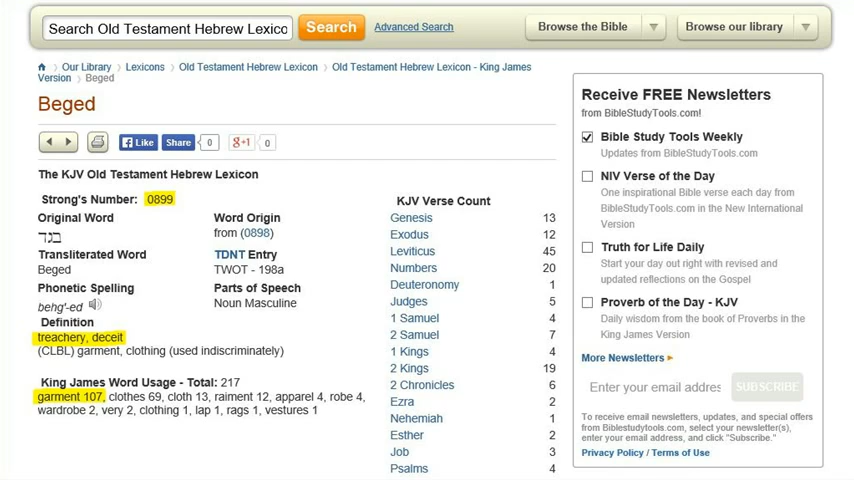 Search Old Testament Hebrew Lexico
Search
Advanced Search
Browse the Bible
Browse our library
Our Library
Lexicons
Old Testament Hebrew Lexicon
Old Testament Hebrew Lexicon - King James
Version
Beged
Beged
Like
Share
0
g+1
0
The KJV Old Testament Hebrew Lexicon
Strong's Number: 0899
Original Word
Word Origin
בגד
from (0898)
Transliterated Word
TDNT Entry
Beged
TWOT - 198a
Phonetic Spelling
Parts of Speech
behg'-ed
Noun Masculine
Definition
treachery, deceit
(CLBL) garment, clothing (used indiscriminately)
King James Word Usage - Total: 217
garment 107, clothes 69, cloth 13, raiment 12, apparel 4, robe 4,
wardrobe 2, very 2, clothing 1, lap 1, rags 1, vestures 1
KJV Verse Count
Genesis 13
Exodus 12
Leviticus 45
Numbers 20
Deuteronomy 1
Judges 5
1 Samuel 4
2 Samuel 7
1 Kings 4
2 Kings 19
2 Chronicles 6
Ezra 2
Nehemiah 1
Esther 2
Job 3
Psalms 4
Receive FREE Newsletters
from BibleStudyTools.com!
Bible Study Tools Weekly
Updates from BibleStudyTools.com
NIV Verse of the Day
One inspirational Bible verse each day from
BibleStudyTools.com in the New International
Version
Truth for Life Daily
Start your day out right with revised and
updated reflections on the Gospel
Proverb of the Day - KJV
Daily wisdom from the book of Proverbs in the
King James Version
More Newsletters
Enter your email address
SUBSCRIBE
To receive email newsletters, updates, and special offers
from Biblestudytools.com, select your newsletter(s),
enter your email address, and click "Subscribe."
Privacy Policy / Terms of Use